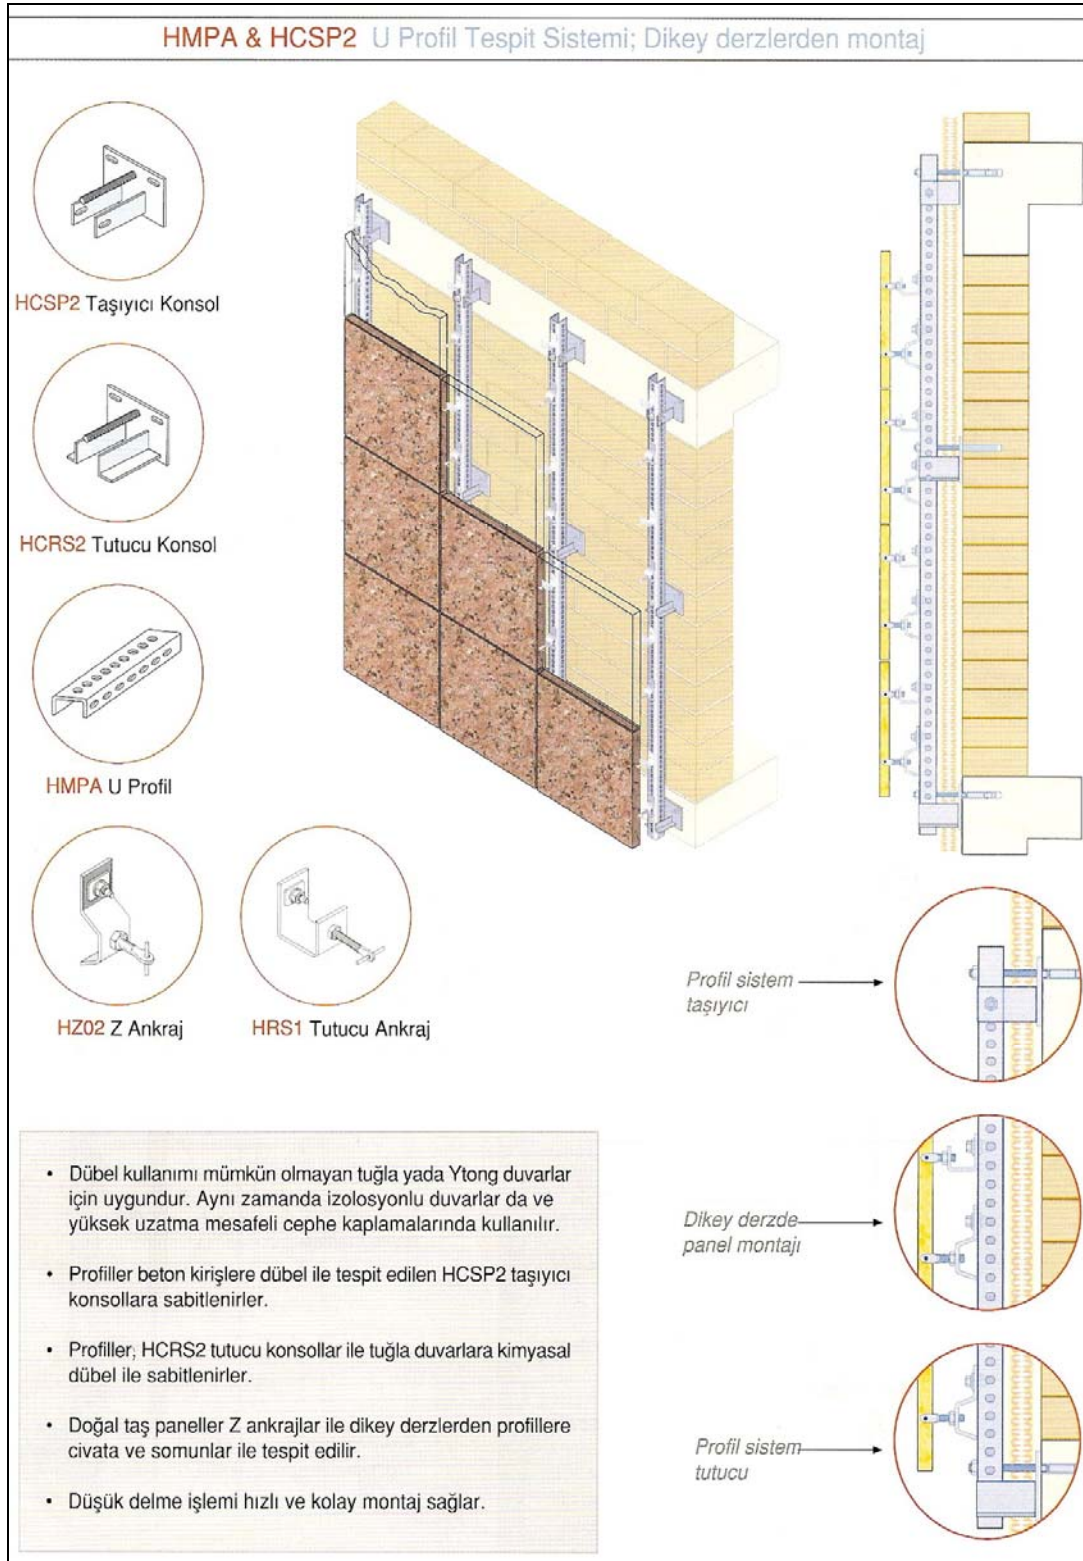 HMPA & HCSP2 U Profil Tespit Sistemi; Dikey derzlerden montaj
HCSP2 Taşıyıcı Konsol
HCRS2 Tutucu Konsol
HMPA U Profil
HZ02 Z Ankraj
HRS1 Tutucu Ankraj
Profil sistem
taşıyıcı
Dikey derzde
panel montajı
Profil sistem
tutucu
• Dübel kullanımı mümkün olmayan tuğla yada Ytong duvarlar
için uygundur. Aynı zamanda izolosyonlu duvarlar da ve
yüksek uzatma mesafeli cephe kaplamalarında kullanılır.
• Profiller beton kirişlere dübel ile tespit edilen HCSP2 taşıyıcı
konsollara sabitlenirler.
• Profiller; HCRS2 tutucu konsollar ile tuğla duvarlara kimyasal
dübel ile sabitlenirler.
• Doğal taş paneller Z ankrajlar ile dikey derzlerden profillere
civata ve somunlar ile tespit edilir.
• Düşük delme işlemi hızlı ve kolay montaj sağlar.